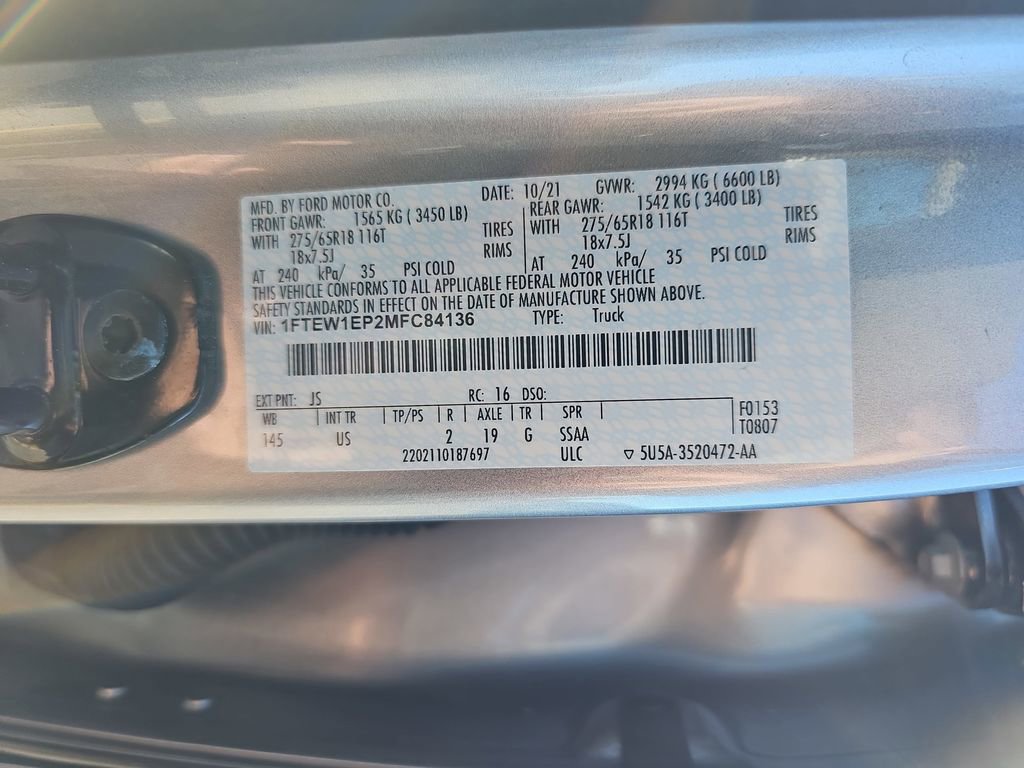 MFD. BY FORD MOTOR CO. DATE: 10/21 GVWR: 2994 KG ( 6600 LB)
FRONT GAWR: 1565 KG ( 3450 LB) REAR GAWR: 1542 KG ( 3400 LB)
WITH 275/65R18 116T TIRES WITH 275/65R18 116T TIRES
18x7.5J RIMS 18x7.5J RIMS
AT 240 kPa/ 35 PSI COLD AT 240 kPa/ 35 PSI COLD
THIS VEHICLE CONFORMS TO ALL APPLICABLE FEDERAL MOTOR VEHICLE
SAFETY STANDARDS IN EFFECT ON THE DATE OF MANUFACTURE SHOWN ABOVE.
VIN: 1FTEW1EP2MFC84136 TYPE: Truck
EXT PNT: JS RC: 16 DSO:
WB INT TR TP/PS R AXLE TR SPR F0153
145 US 2 19 G SSAA T0807
2202110187697 ULC ▽ 5U5A-3520472-AA